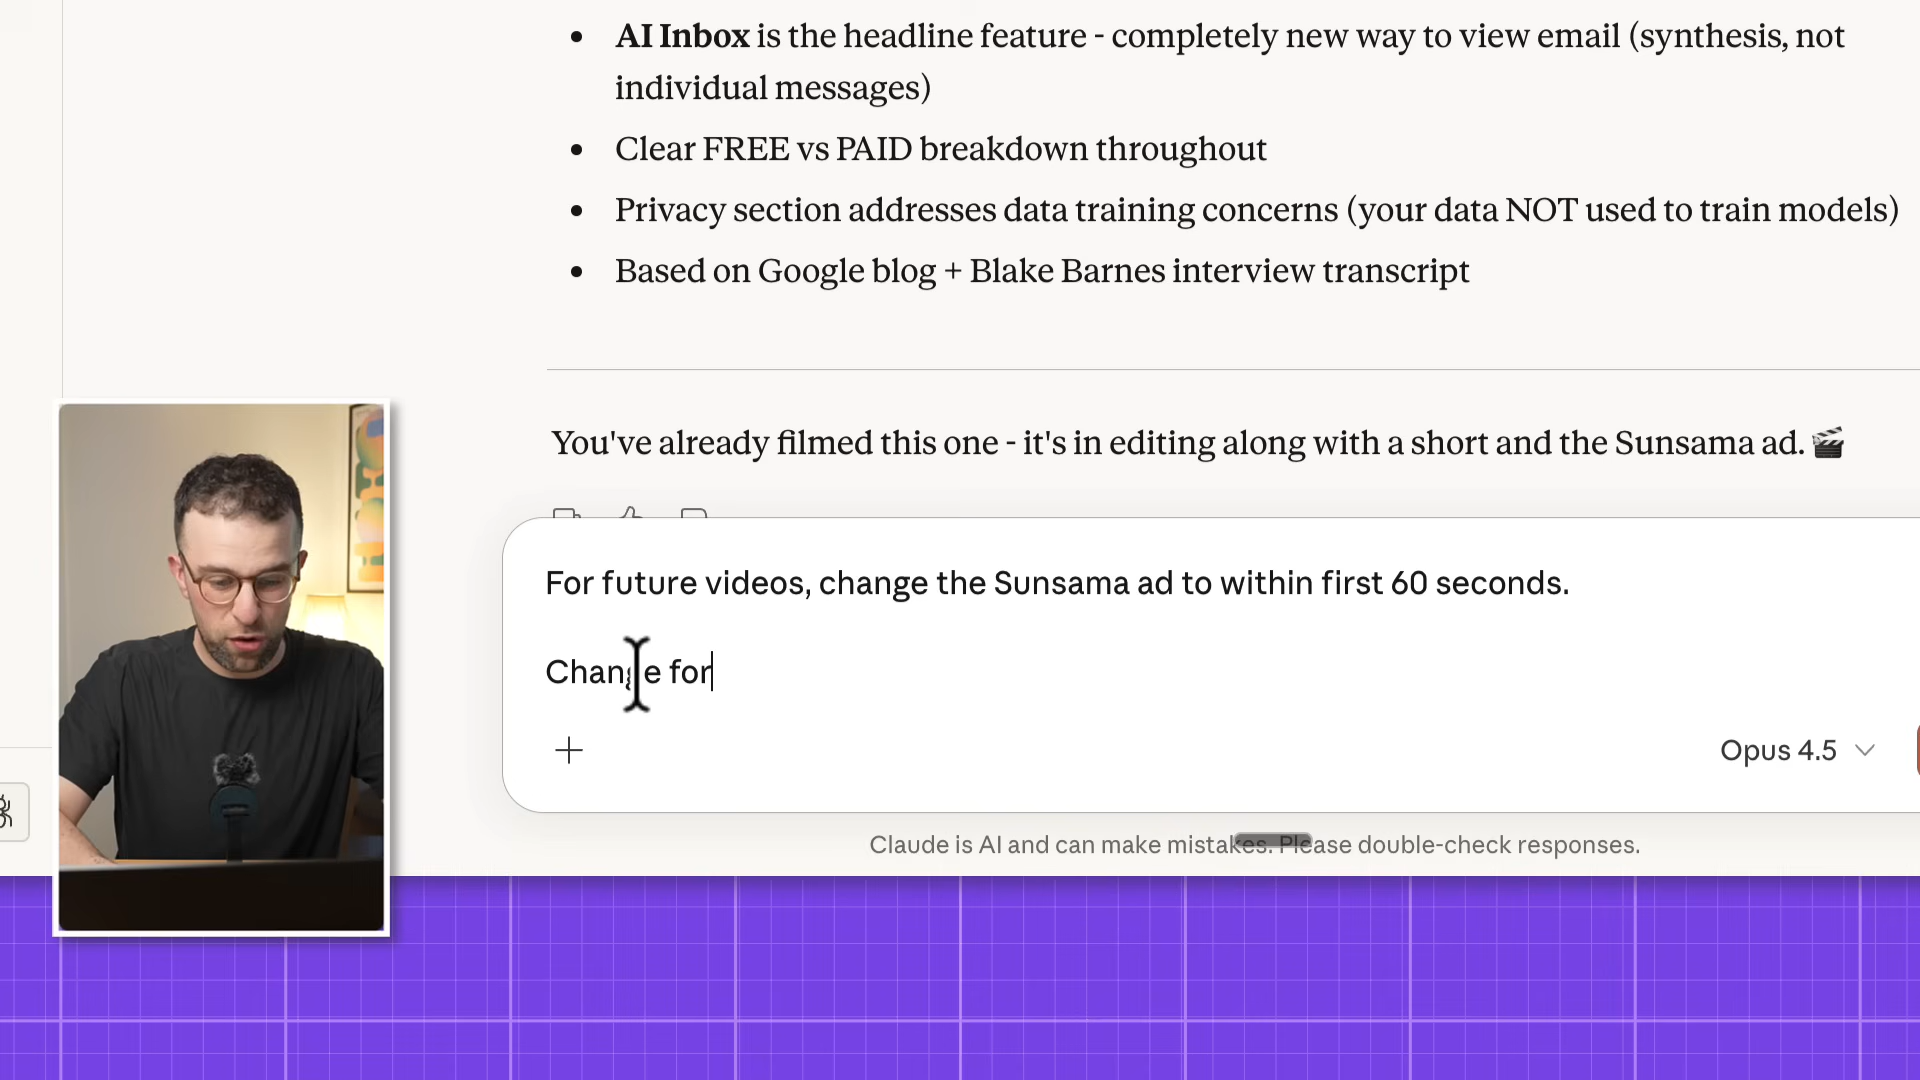 AI Inbox is the headline feature - completely new way to view email (synthesis, not
individual messages)
Clear FREE vs PAID breakdown throughout
Privacy section addresses data training concerns (your data NOT used to train models)
Based on Google blog + Blake Barnes interview transcript
You've already filmed this one - it's in editing along with a short and the Sunsama ad. 🎬
For future videos, change the Sunsama ad to within first 60 seconds.
Change for
Opus 4.5
Claude is AI and can make mistakes. Please double-check responses.